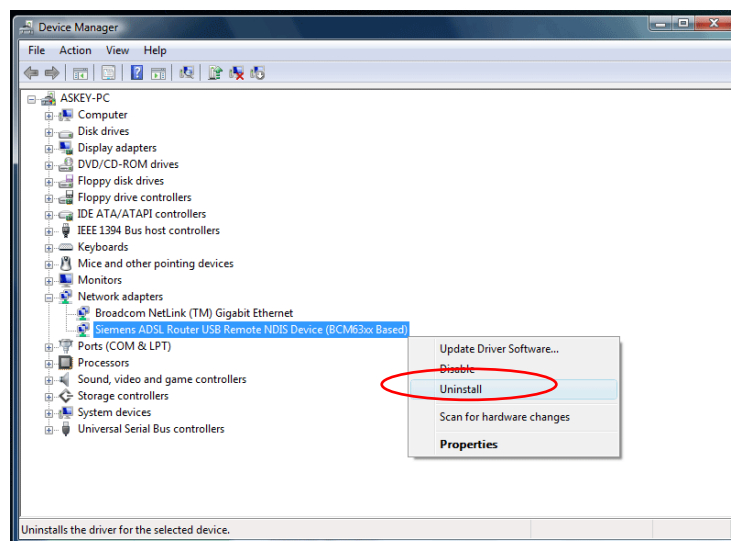 Device Manager
File Action View Help
ASKEY-PC
Computer
Disk drives
Display adapters
DVD/CD-ROM drives
Floppy disk drives
Floppy drive controllers
IDE ATA/ATAPI controllers
IEEE 1394 Bus host controllers
Keyboards
Mice and other pointing devices
Monitors
Network adapters
Broadcom NetLink (TM) Gigabit Ethernet
Siemens ADSL Router USB Remote NDIS Device (BCM63xx Based)
Ports (COM & LPT)
Processors
Sound, video and game controllers
Storage controllers
System devices
Universal Serial Bus controllers
Update Driver Software...
Disable
Uninstall
Scan for hardware changes
Properties
Uninstalls the driver for the selected device.